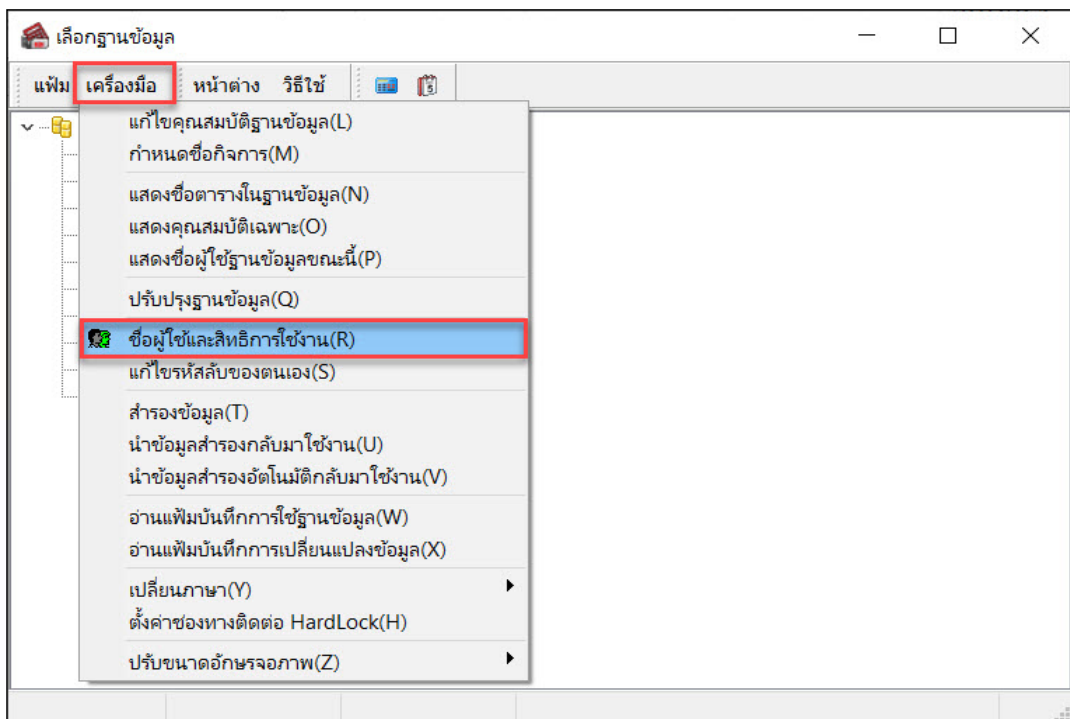 เลือกฐานข้อมูล
แฟ้ม เครื่องมือ หน้าต่าง วิธีใช้
แก้ไขคุณสมบัติฐานข้อมูล(L)
กำหนดชื่อกิจการ(M)
แสดงชื่อตารางในฐานข้อมูล(N)
แสดงคุณสมบัติเฉพาะ(O)
แสดงชื่อผู้ใช้ฐานข้อมูลขณะนี้(P)
ปรับปรุงฐานข้อมูล(Q)
ชื่อผู้ใช้และสิทธิการใช้งาน(R)
แก้ไขรหัสลับของตนเอง(S)
สำรองข้อมูล(T)
นำข้อมูลสำรองกลับมาใช้งาน(U)
นำข้อมูลสำรองอัตโนมัติกลับมาใช้งาน(V)
อ่านแฟ้มบันทึกการใช้ฐานข้อมูล(W)
อ่านแฟ้มบันทึกการเปลี่ยนแปลงข้อมูล(X)
เปลี่ยนภาษา(Y)
ตั้งค่าช่องทางติดต่อ HardLock(H)
ปรับขนาดอักษรจอภาพ(Z)